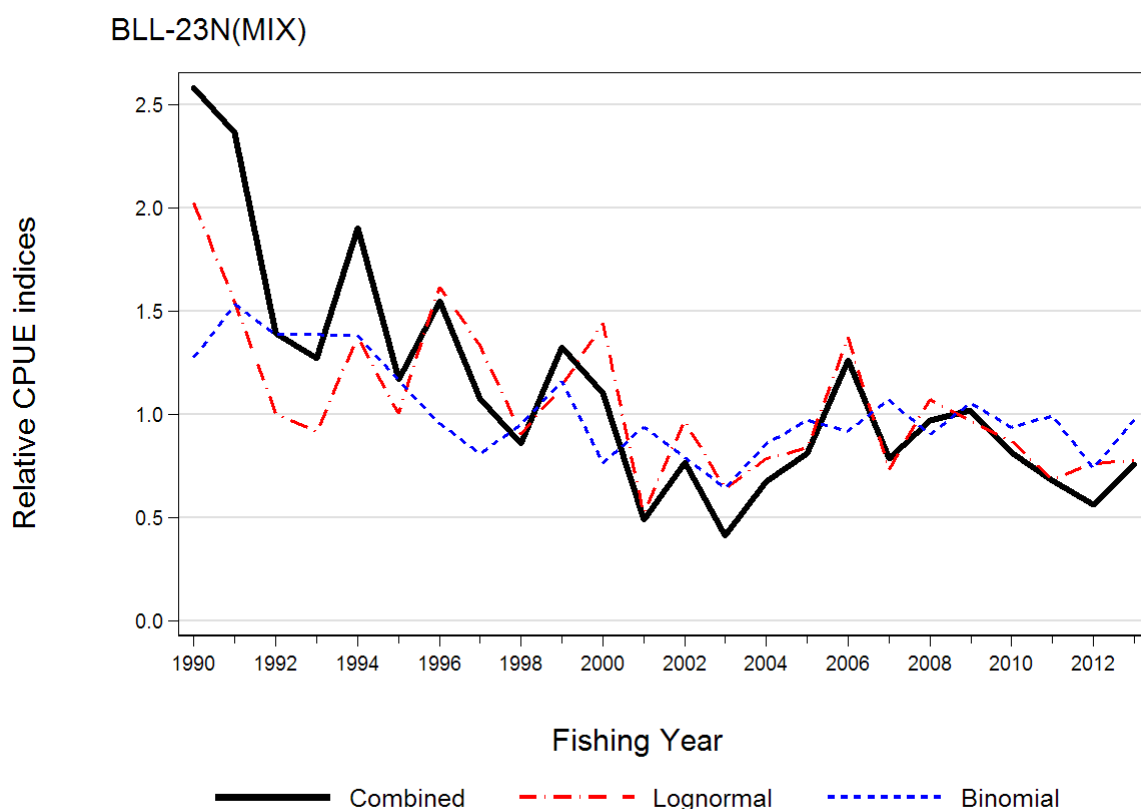 BLL-23N(MIX)
Relative CPUE indices
2.5
2.0
1.5
1.0
0.5
0.0
1990 1992 1994 1996 1998 2000 2002 2004 2006 2008 2010 2012
Fishing Year
Combined Lognormal Binomial